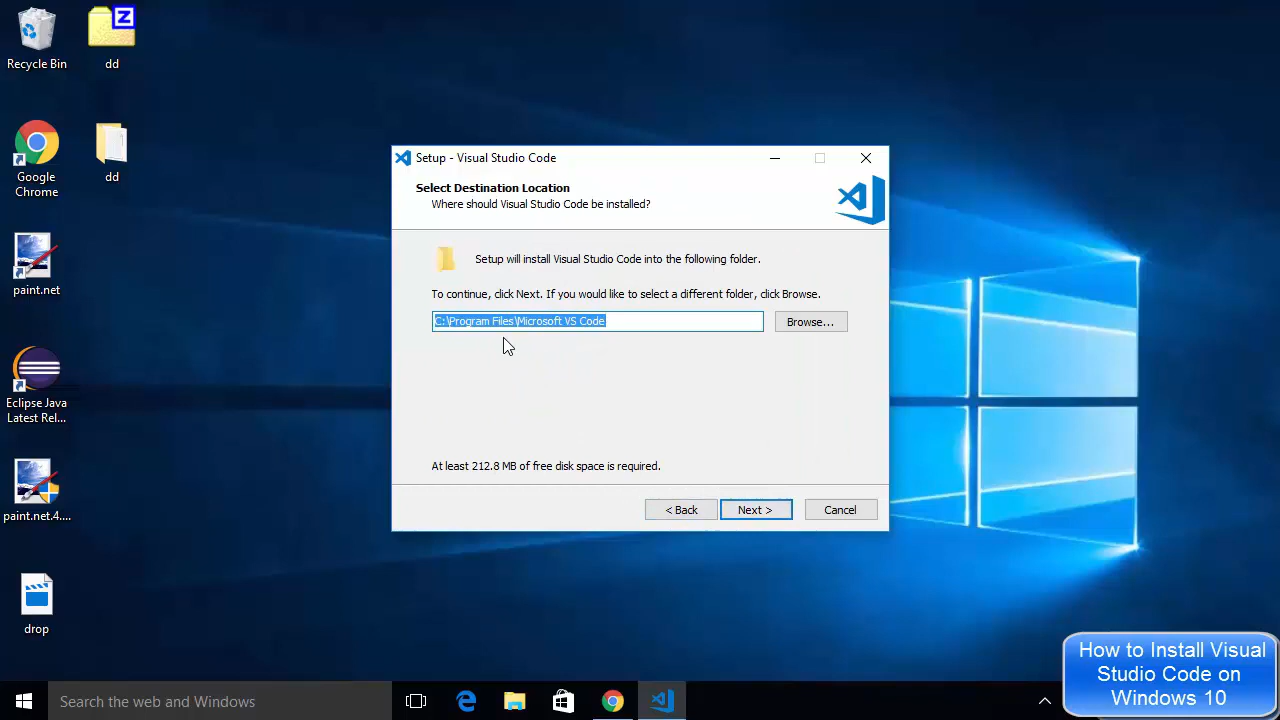 Recycle Bin
dd
Google
Chrome
dd
paint.net
Eclipse Java
Latest Rel...
paint.net.4....
drop
Setup - Visual Studio Code
Select Destination Location
Where should Visual Studio Code be installed?
Setup will install Visual Studio Code into the following folder.
To continue, click Next. If you would like to select a different folder, click Browse.
C:\Program Files\Microsoft VS Code
Browse...
At least 212.8 MB of free disk space is required.
< Back
Next >
Cancel
Search the web and Windows
How to Install Visual
Studio Code on
Windows 10